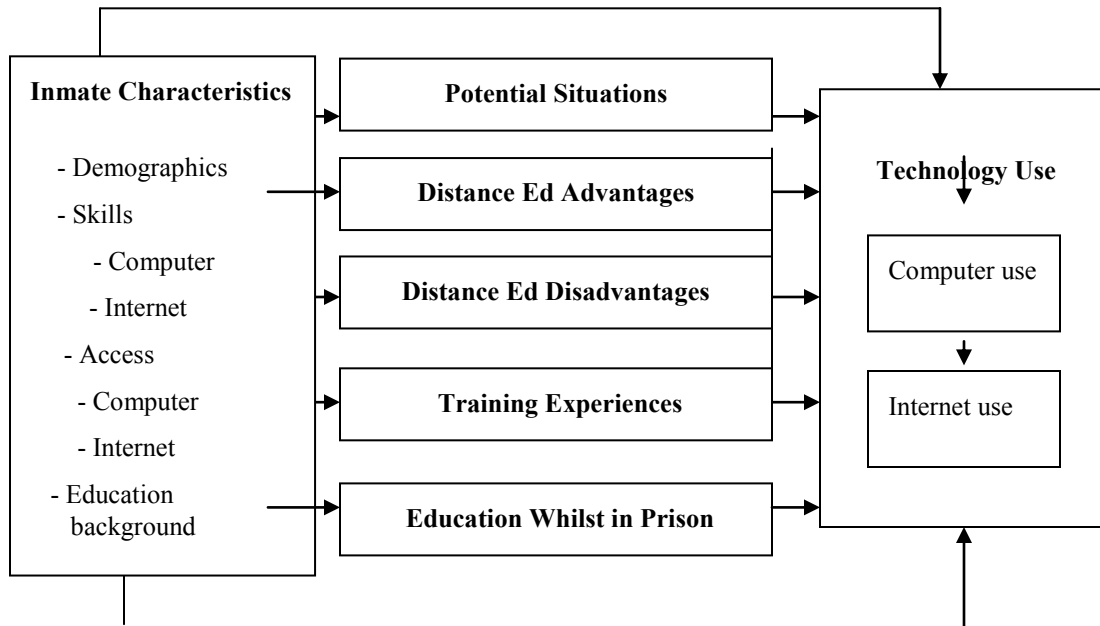 Inmate Characteristics
- Demographics
- Skills
- Computer
- Internet
- Access
- Computer
- Internet
- Education
background
Potential Situations
Distance Ed Advantages
Distance Ed Disadvantages
Training Experiences
Education Whilst in Prison
Technology Use
Computer use
Internet use